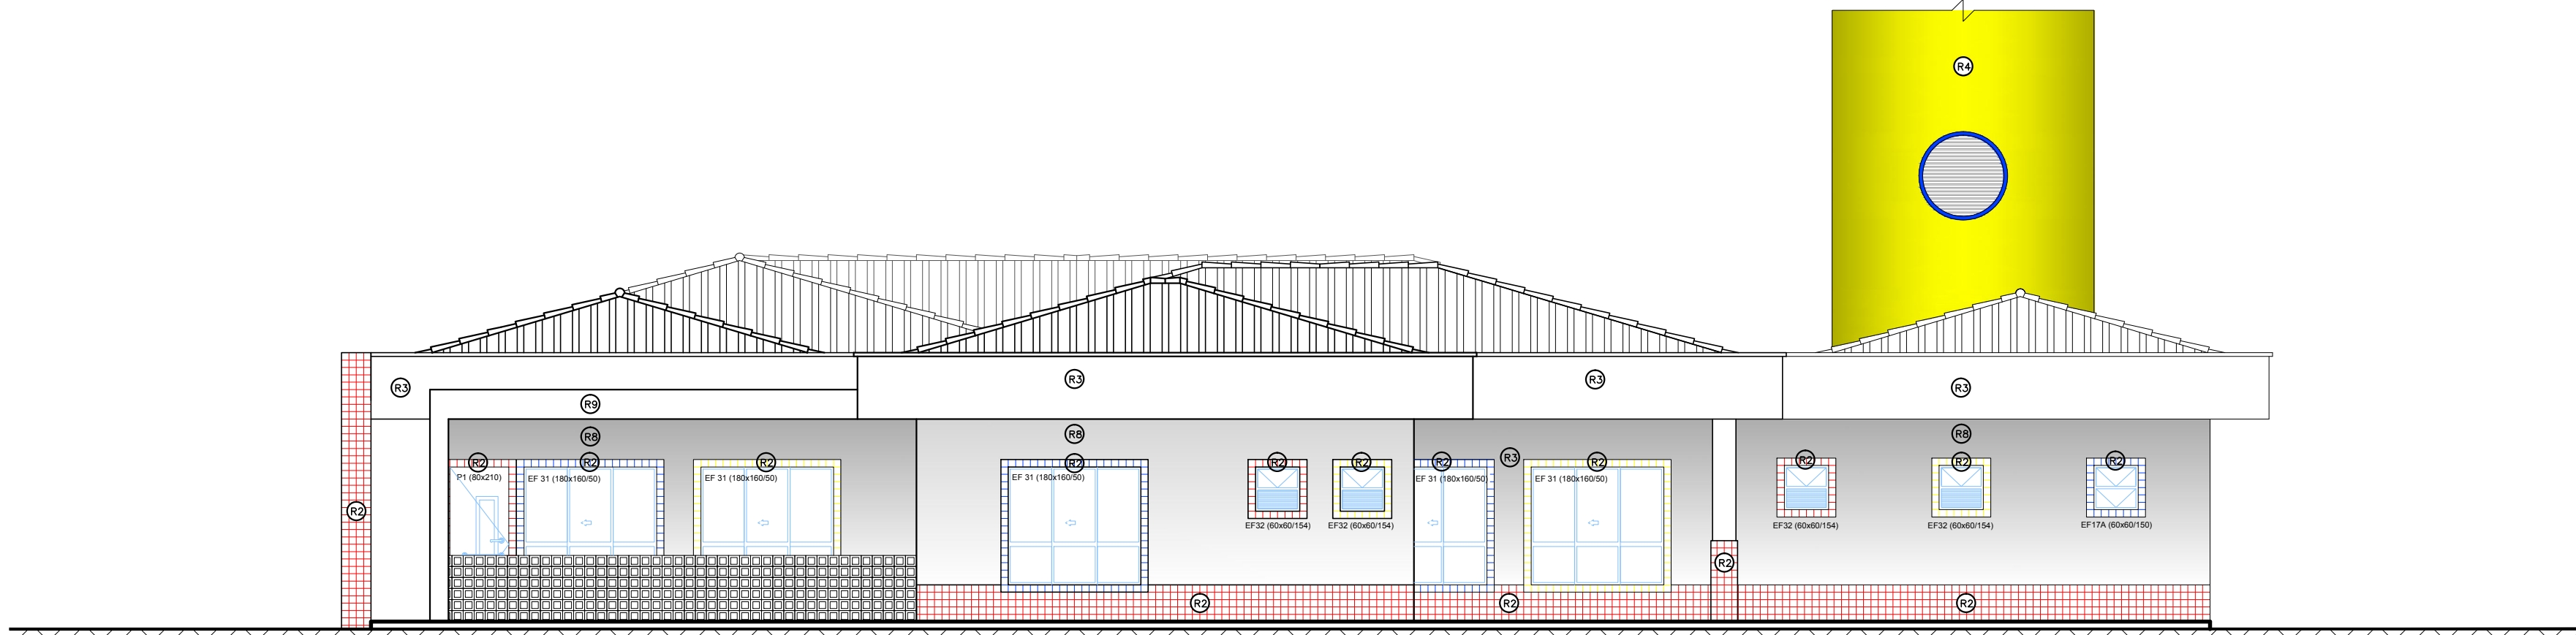 R4
R3
R3
R3
R3
R9
R8
R8
R8
R3
R2
R2
R2
R2
R2
R2
R2
R2
R2
R2
R2
P1 (80x210)
EF 31 (180x160/50)
EF 31 (180x160/50)
EF 31 (180x160/50)
EF 31 (180x160/50)
EF 31 (180x160/50)
EF32 (60x60/154)
EF32 (60x60/154)
EF32 (60x60/154)
EF32 (60x60/154)
EF17A (60x60/150)
R2
R2
R2
R2
R2